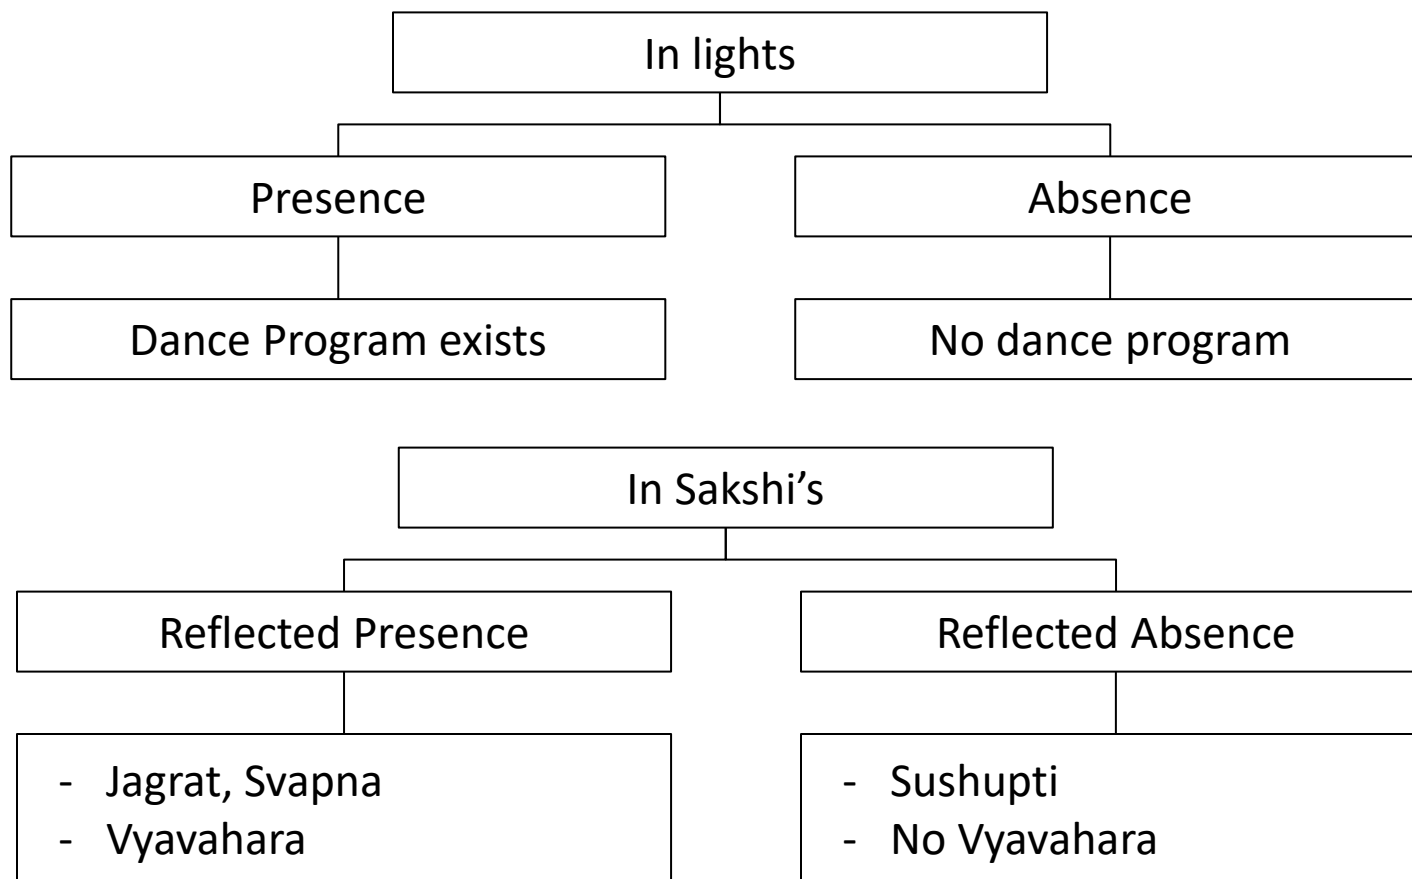 In lights
Presence
Absence
Dance Program exists
No dance program
In Sakshi’s
Reflected Presence
Reflected Absence
- Jagrat, Svapna
- Vyavahara
- Sushupti
- No Vyavahara